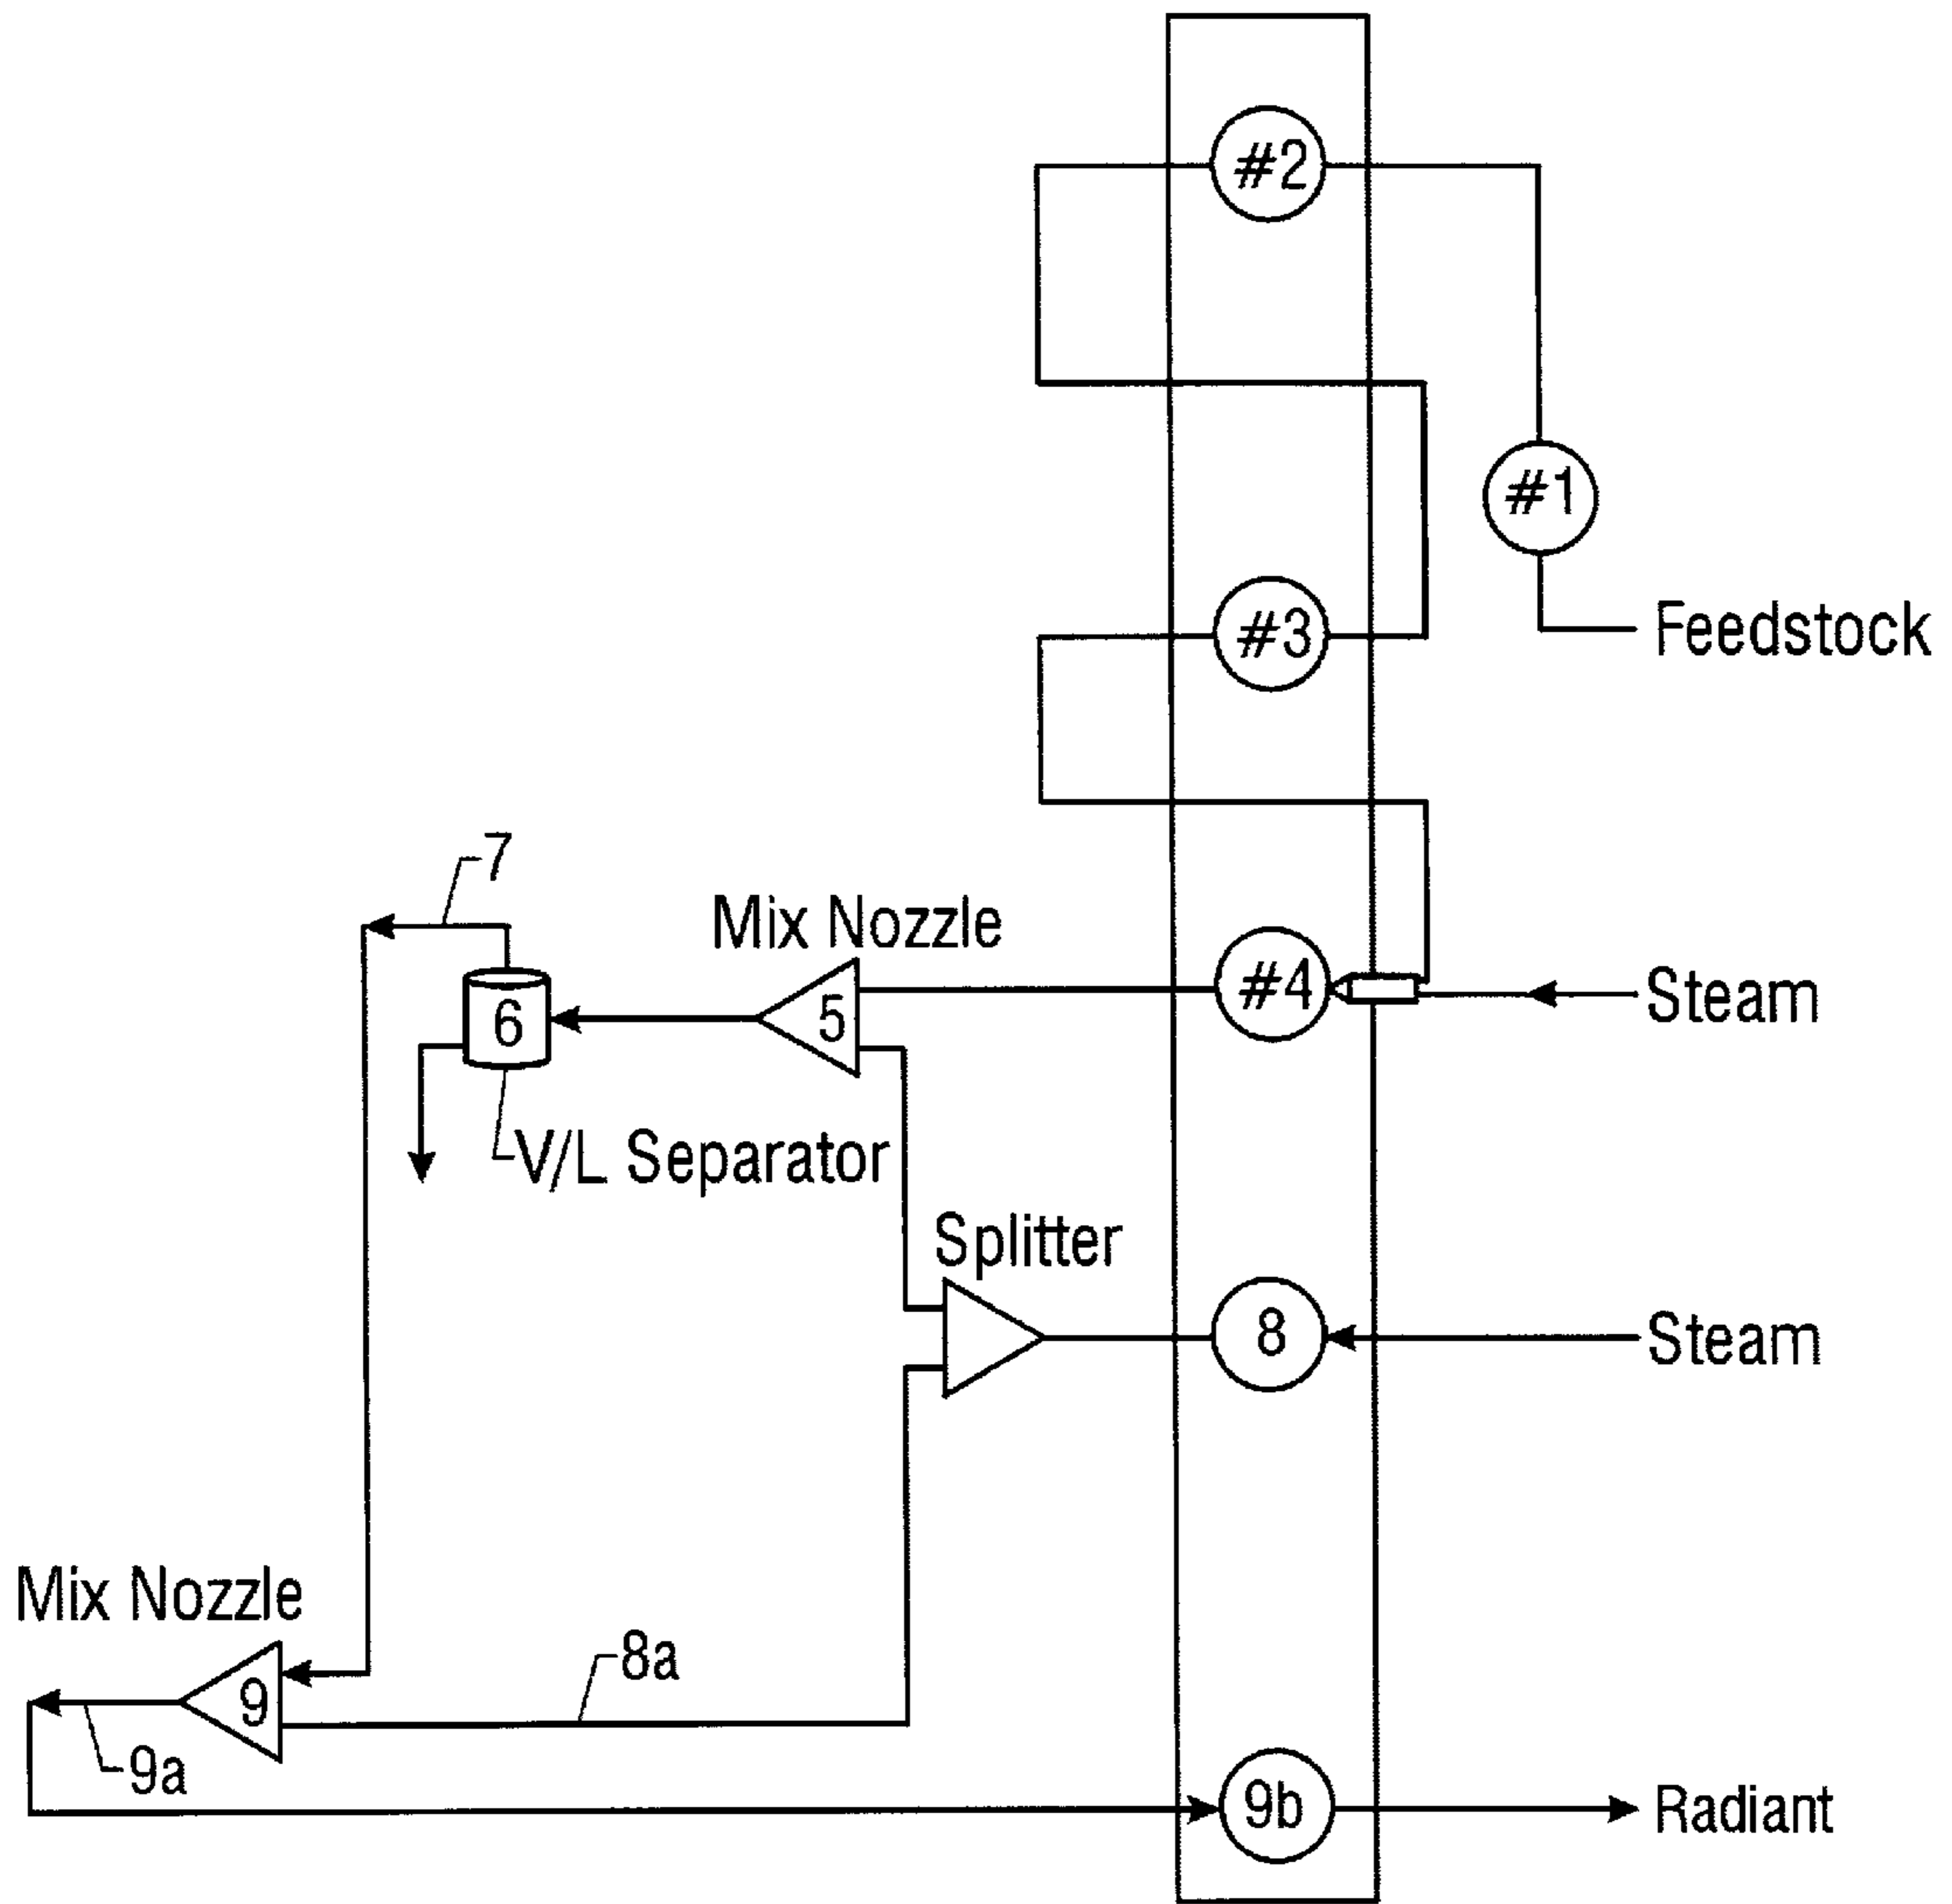 #2
#1
#3
Feedstock
7
Mix Nozzle
#4
Steam
5
6
V/L Separator
Splitter
8
Steam
Mix Nozzle
8a
9
9a
9b
Radiant